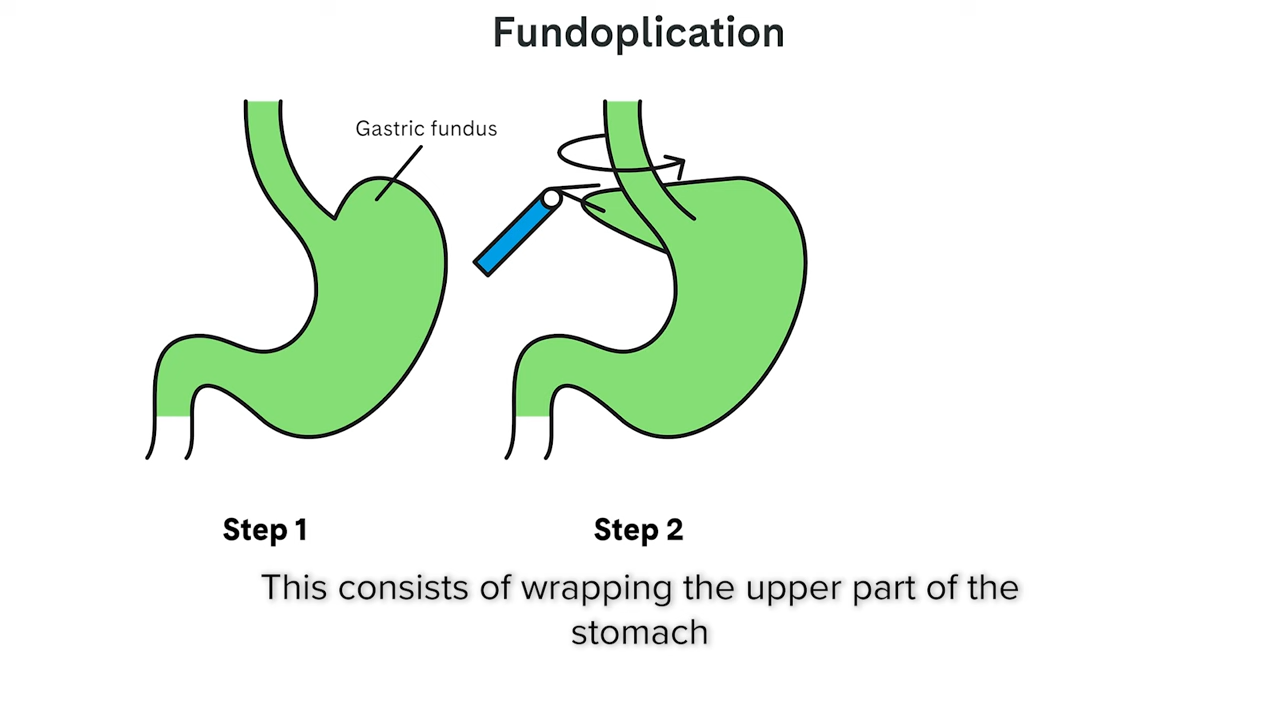 Fundoplication
Gastric fundus
Step 1
Step 2
This consists of wrapping the upper part of the
stomach